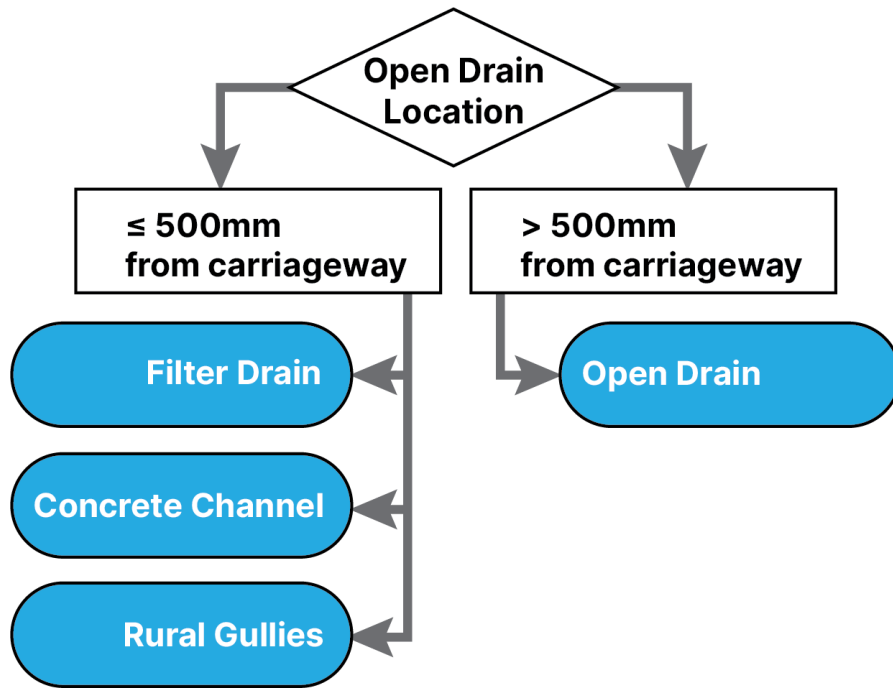 Open Drain
Location
≤ 500mm
from carriageway
> 500mm
from carriageway
Filter Drain
Open Drain
Concrete Channel
Rural Gullies